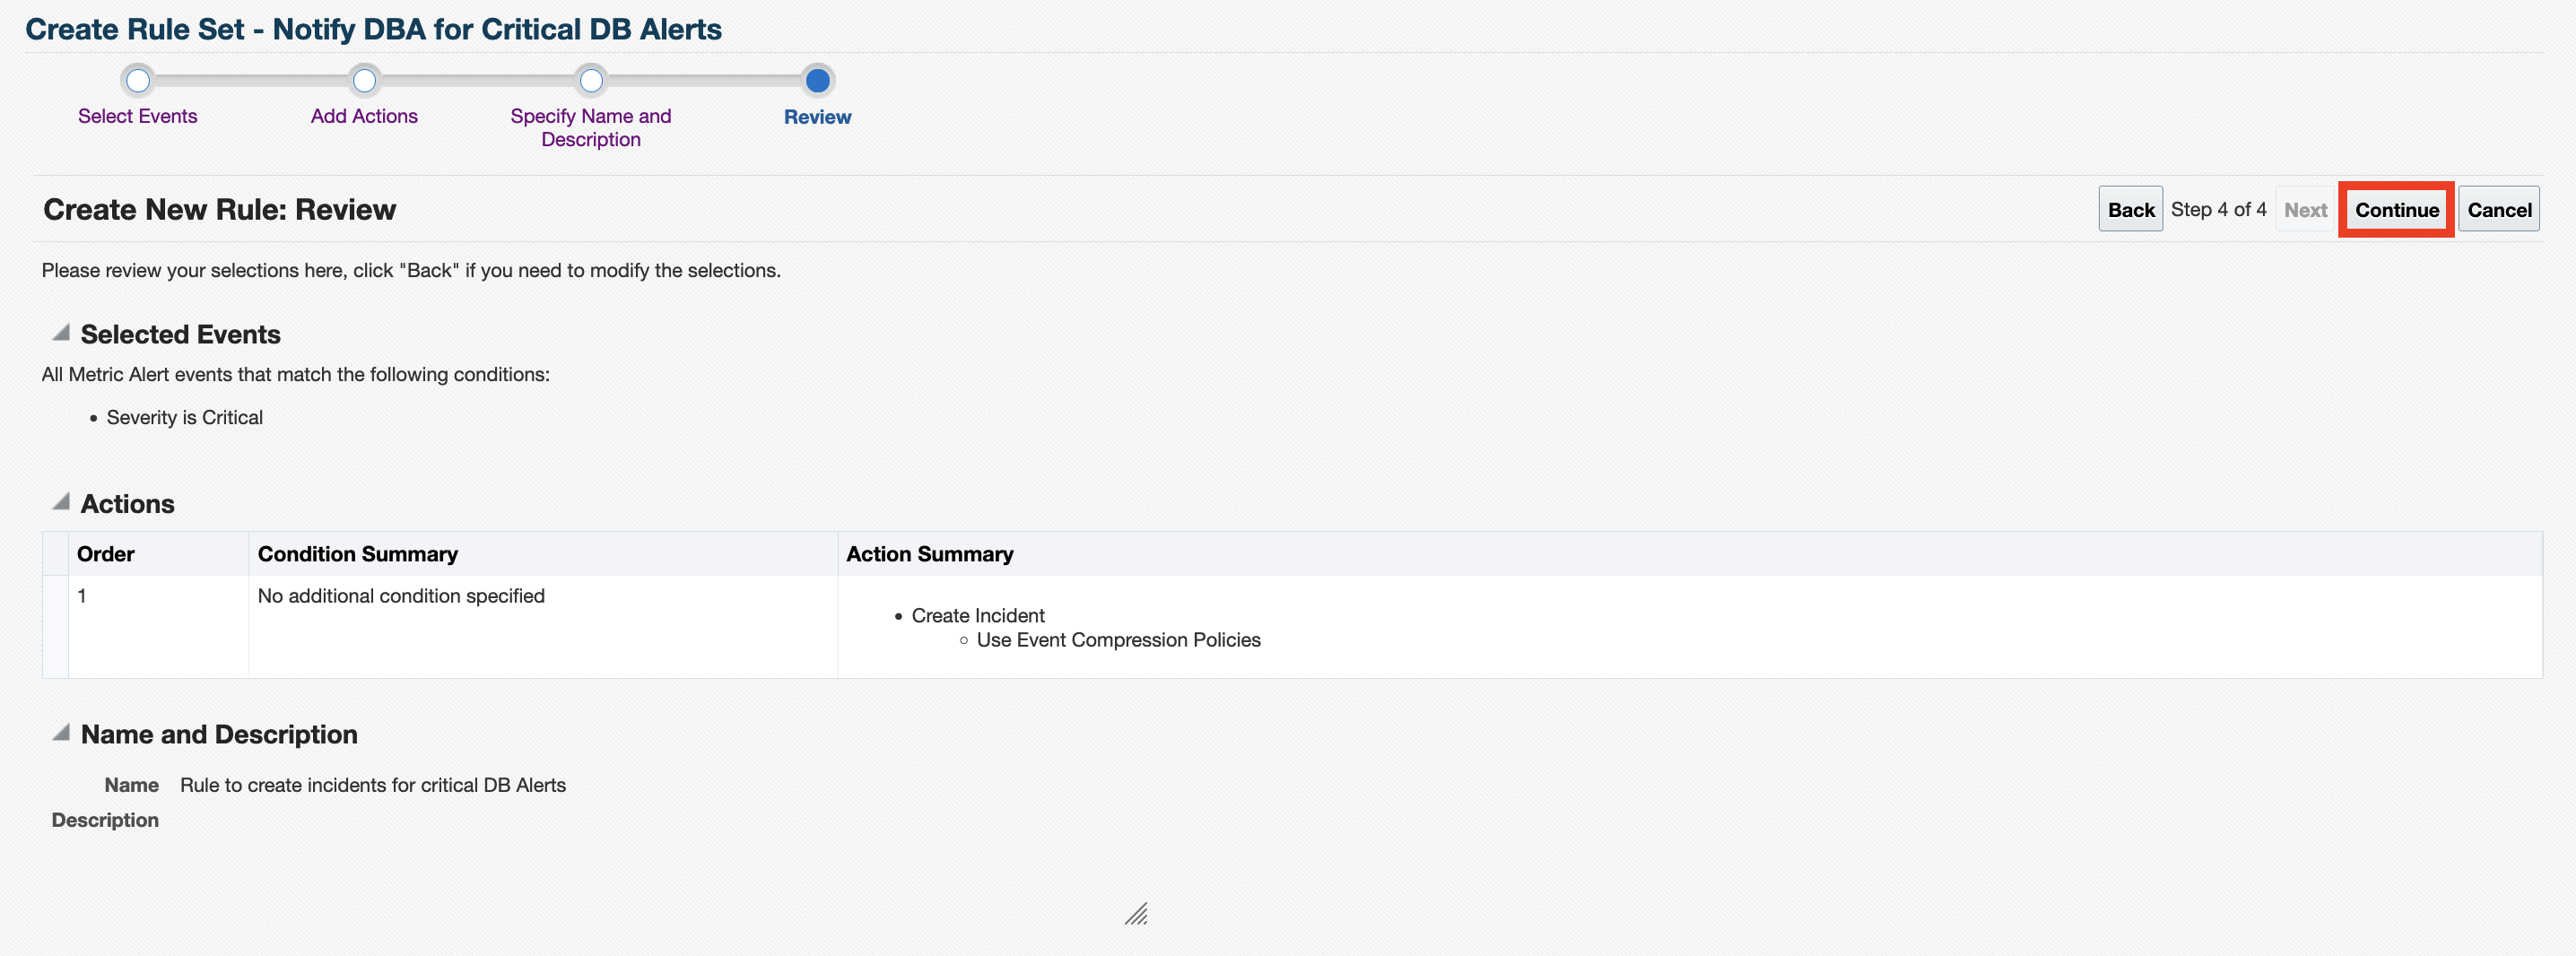 Create Rule Set - Notify DBA for Critical DB Alerts
Select Events
Add Actions
Specify Name and
Description
Review
Create New Rule: Review
Back Step 4 of 4 Next Continue Cancel
Please review your selections here, click "Back" if you need to modify the selections.
Selected Events
All Metric Alert events that match the following conditions:
• Severity is Critical
Actions
Order Condition Summary Action Summary
1 No additional condition specified
• Create Incident
○ Use Event Compression Policies
Name and Description
Name Rule to create incidents for critical DB Alerts
Description